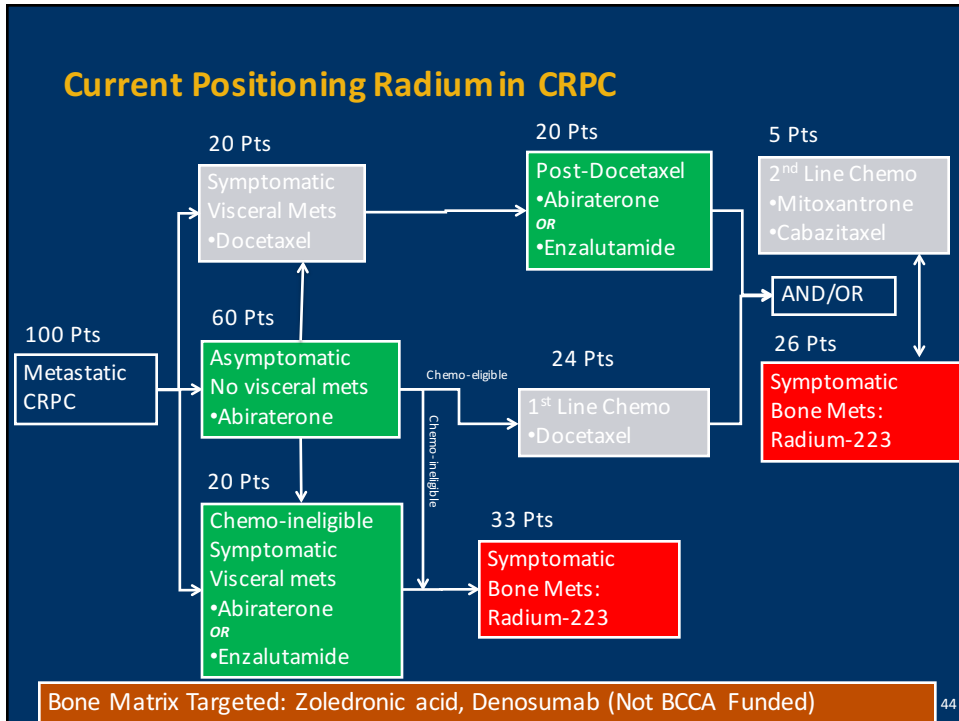 Current Positioning Radium in CRPC
20 Pts
Symptomatic
Visceral Mets
•Docetaxel
20 Pts
Post-Docetaxel
•Abiraterone
OR
•Enzalutamide
5 Pts
2nd Line Chemo
•Mitoxantrone
•Cabazitaxel
AND/OR
100 Pts
Metastatic
CRPC
60 Pts
Asymptomatic
No visceral mets
•Abiraterone
Chemo-eligible
Chemo-ineligible
24 Pts
1st Line Chemo
•Docetaxel
26 Pts
Symptomatic
Bone Mets:
Radium-223
20 Pts
Chemo-ineligible
Symptomatic
Visceral mets
•Abiraterone
OR
•Enzalutamide
33 Pts
Symptomatic
Bone Mets:
Radium-223
Bone Matrix Targeted: Zoledronic acid, Denosumab (Not BCCA Funded)
44